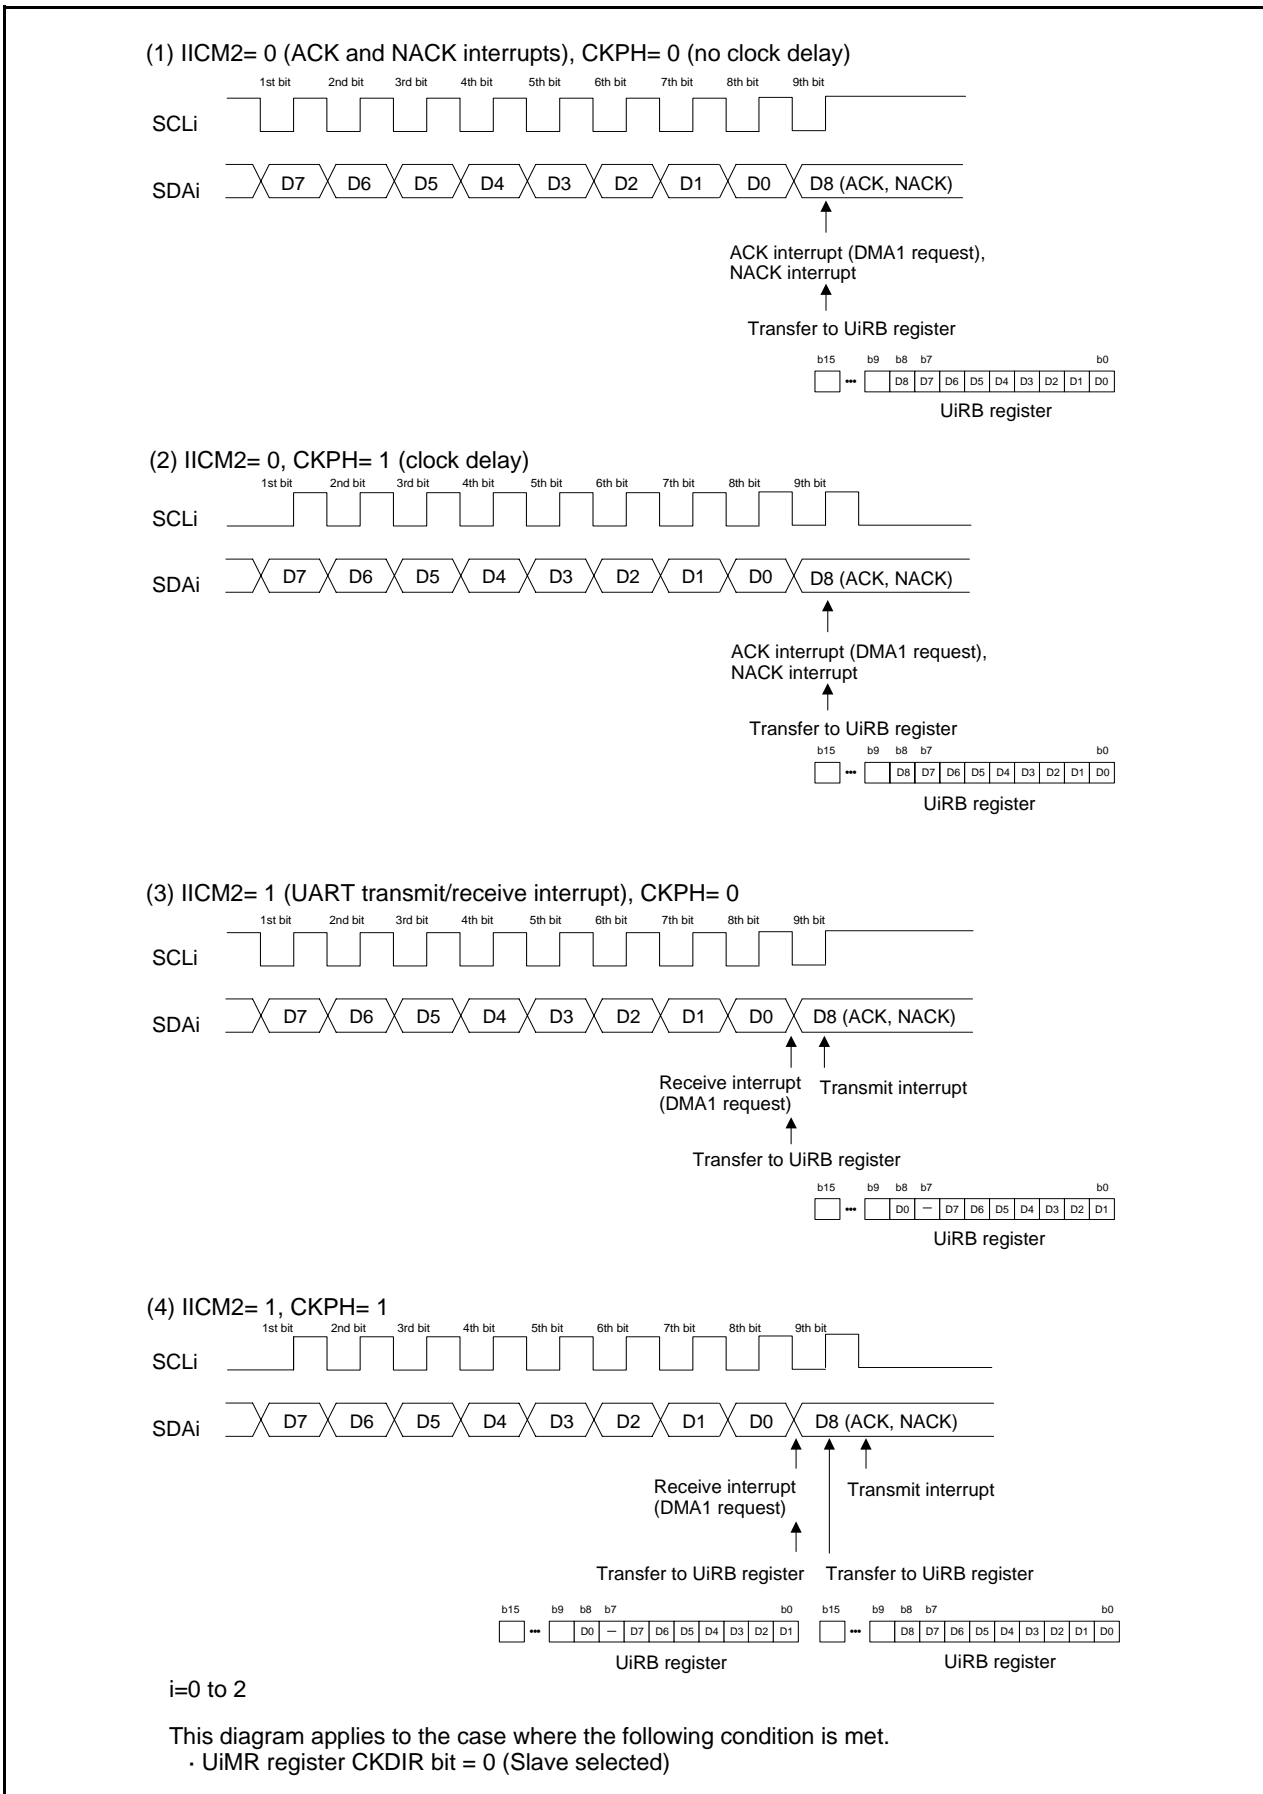 (1) IICM2= 0 (ACK and NACK interrupts), CKPH= 0 (no clock delay)
1st bit 2nd bit 3rd bit 4th bit 5th bit 6th bit 7th bit 8th bit 9th bit
SCLi
SDAi D7 D6 D5 D4 D3 D2 D1 D0 D8 (ACK, NACK)
ACK interrupt (DMA1 request),
NACK interrupt
Transfer to UiRB register
b15 b9 b8 b7 b0
••• D8 D7 D6 D5 D4 D3 D2 D1 D0
UiRB register
(2) IICM2= 0, CKPH= 1 (clock delay)
1st bit 2nd bit 3rd bit 4th bit 5th bit 6th bit 7th bit 8th bit 9th bit
SCLi
SDAi D7 D6 D5 D4 D3 D2 D1 D0 D8 (ACK, NACK)
ACK interrupt (DMA1 request),
NACK interrupt
Transfer to UiRB register
b15 b9 b8 b7 b0
••• D8 D7 D6 D5 D4 D3 D2 D1 D0
UiRB register
(3) IICM2= 1 (UART transmit/receive interrupt), CKPH= 0
1st bit 2nd bit 3rd bit 4th bit 5th bit 6th bit 7th bit 8th bit 9th bit
SCLi
SDAi D7 D6 D5 D4 D3 D2 D1 D0 D8 (ACK, NACK)
Receive interrupt Transmit interrupt
(DMA1 request)
Transfer to UiRB register
b15 b9 b8 b7 b0
••• D0 — D7 D6 D5 D4 D3 D2 D1
UiRB register
(4) IICM2= 1, CKPH= 1
1st bit 2nd bit 3rd bit 4th bit 5th bit 6th bit 7th bit 8th bit 9th bit
SCLi
SDAi D7 D6 D5 D4 D3 D2 D1 D0 D8 (ACK, NACK)
Receive interrupt Transmit interrupt
(DMA1 request)
Transfer to UiRB register Transfer to UiRB register
b15 b9 b8 b7 b0 b15 b9 b8 b7 b0
••• D0 — D7 D6 D5 D4 D3 D2 D1 ••• D8 D7 D6 D5 D4 D3 D2 D1 D0
UiRB register UiRB register
i=0 to 2
This diagram applies to the case where the following condition is met.
· UiMR register CKDIR bit = 0 (Slave selected)